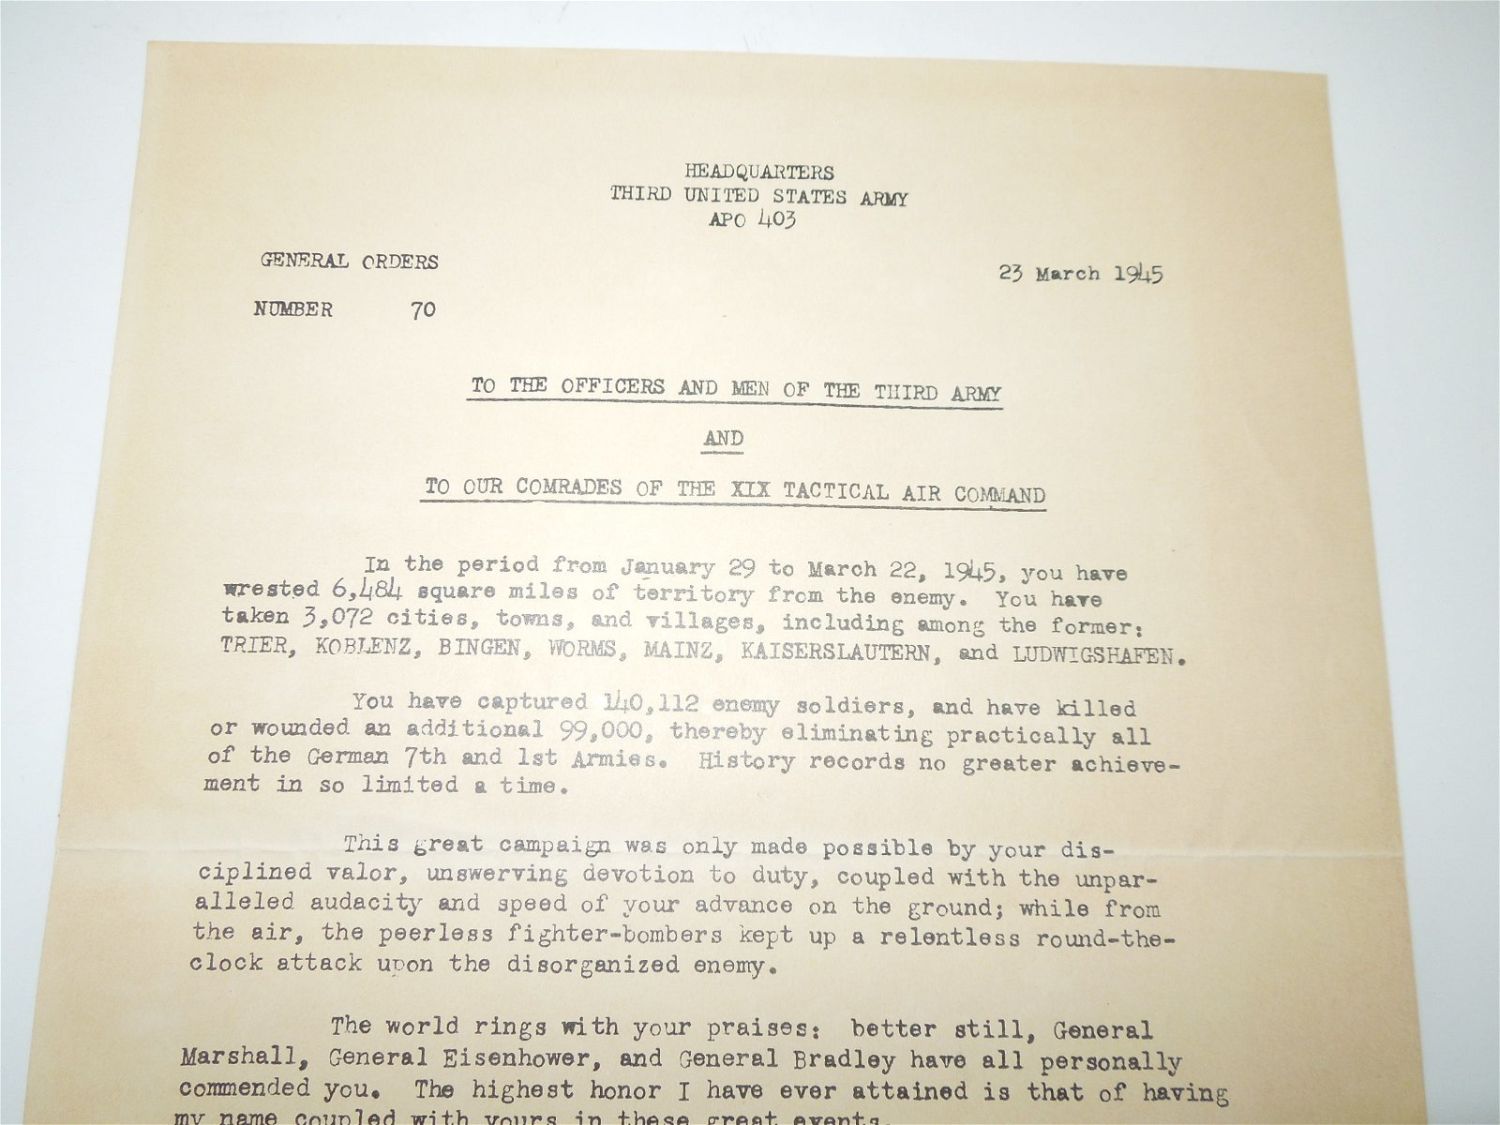 HEADQUARTERS
THIRD UNITED STATES ARMY
APO 403
GENERAL ORDERS
23 March 1945
NUMBER 70
TO THE OFFICERS AND MEN OF THE THIRD ARMY
AND
TO OUR COMRADES OF THE XIX TACTICAL AIR COMMAND
In the period from January 29 to March 22, 1945, you have
wrested 6,484 square miles of territory from the enemy. You have
taken 3,072 cities, towns, and villages, including among the former:
TRIER, KOBLENZ, BINGEN, WORMS, MAINZ, KAISERSLAUTERN, and LUDWIGSHAFEN.
You have captured 140,112 enemy soldiers, and have killed
or wounded an additional 99,000, thereby eliminating practically all
of the German 7th and 1st Armies. History records no greater achieve-
ment in so limited a time.
This great campaign was only made possible by your dis-
ciplined valor, unswerving devotion to duty, coupled with the unpar-
alleled audacity and speed of your advance on the ground; while from
the air, the peerless fighter-bombers kept up a relentless round-the-
clock attack upon the disorganized enemy.
The world rings with your praises: better still, General
Marshall, General Eisenhower, and General Bradley have all personally
commended you. The highest honor I have ever attained is that of having
my name coupled with yours in these great events.